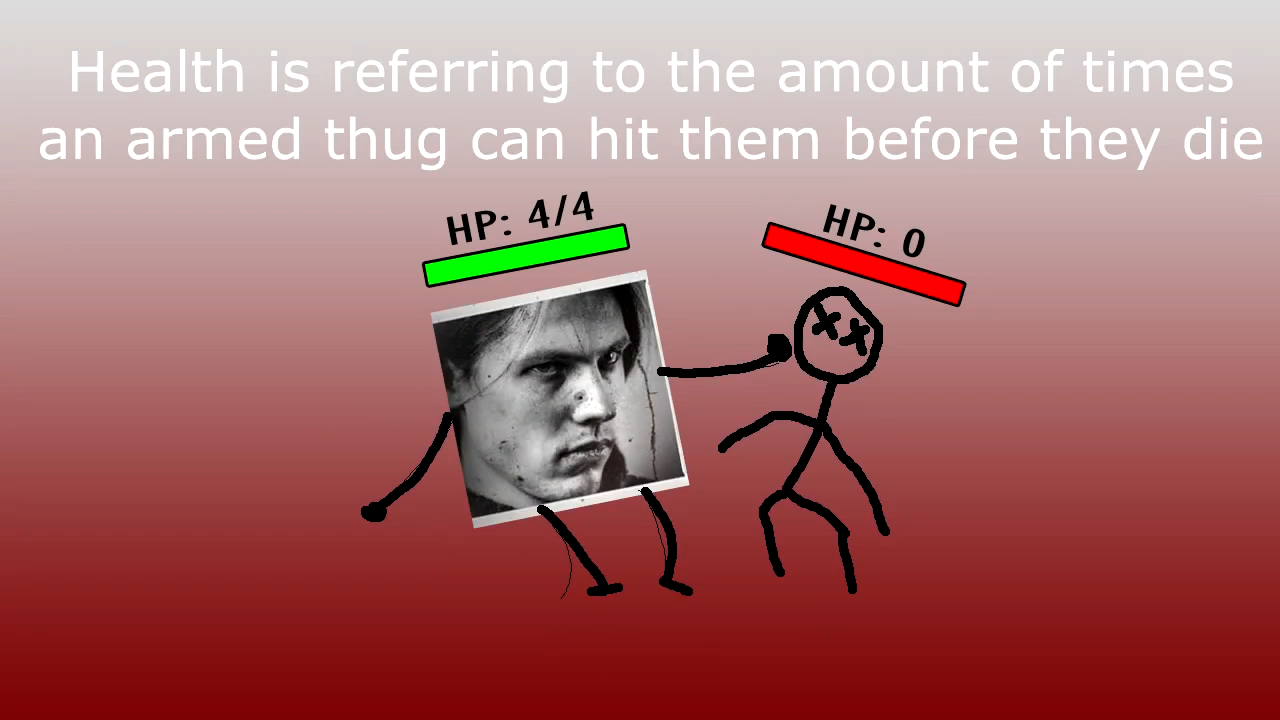 Health is referring to the amount of times
an armed thug can hit them before they die
HP: 4/4
HP: 0